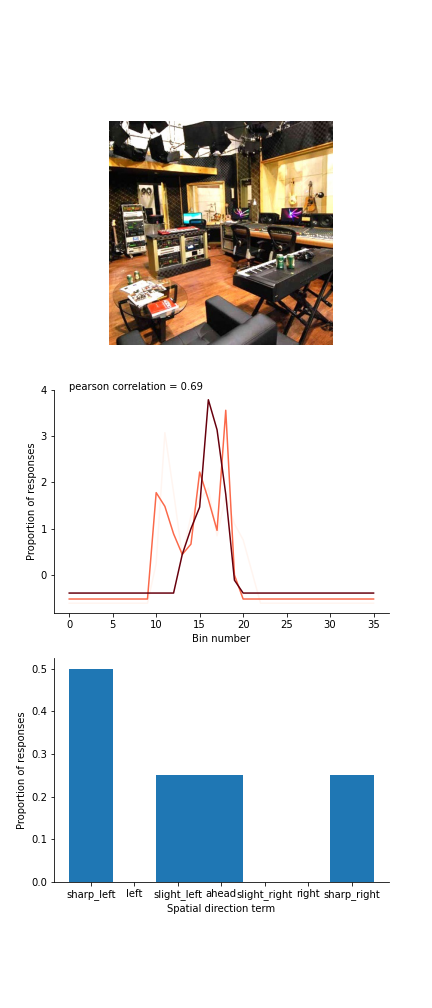 pearson correlation = 0.69
Proportion of responses
4
3
2
1
0
0 5 10 15 20 25 30 35
Bin number
Proportion of responses
0.5
0.4
0.3
0.2
0.1
0.0
sharp_left left slight_left ahead slight_right right sharp_right
Spatial direction term